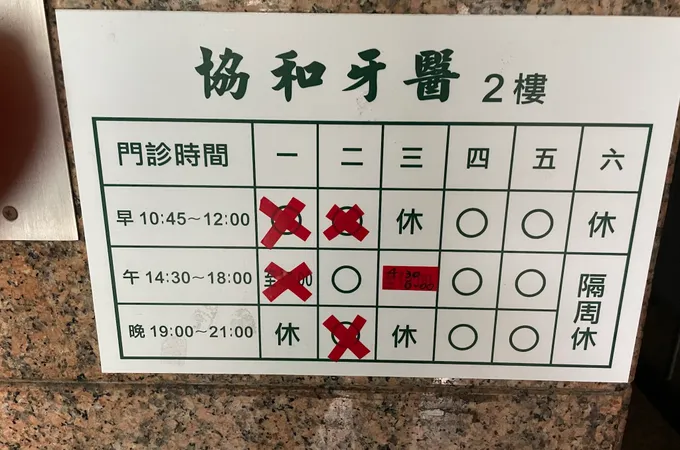 協和牙醫 2樓
門診時間 一 二 三 四 五 六
早 10:45~12:00 ○ ○ 休 ○ ○ 休
午 14:30~18:00 至 00 ○ ○ ○ 隔周休
晚 19:00~21:00 休 ○ 休 ○ ○